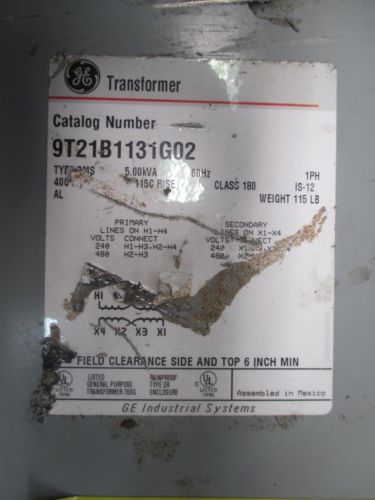 GE Transformer
Catalog Number
9T21B1131G02
5.00kVA 60Hz 1PH
115C RISE CLASS 180 IS-12
AL WEIGHT 115 LB
PRIMARY SECONDARY
LINES ON H1-H4 LINES ON X1-X4
VOLTS CONNECT VOLTS
240 H1-H3,H2-H4 240
480 H2-H3 480
H1
X4 X2 X3 X1
FIELD CLEARANCE SIDE AND TOP 6 INCH MIN
UL LISTED RAINPROOF C UL
GENERAL PURPOSE TYPE 3R
TRANSFORMER ENCLOSURE Assembled in Mexico
GE Industrial Systems